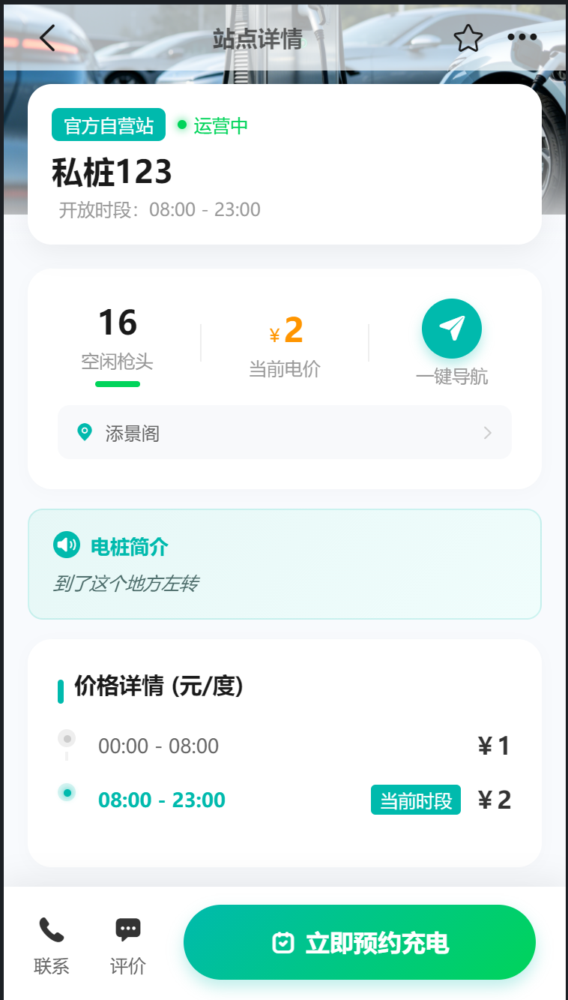 站点详情
官方自营站 运营中
私桩123
开放时段：08:00 - 23:00
16
空闲枪头
¥2
当前电价
一键导航
添景阁
电桩简介
到了这个地方左转
价格详情 (元/度)
00:00 - 08:00 ¥1
08:00 - 23:00 当前时段 ¥2
联系
评价
立即预约充电